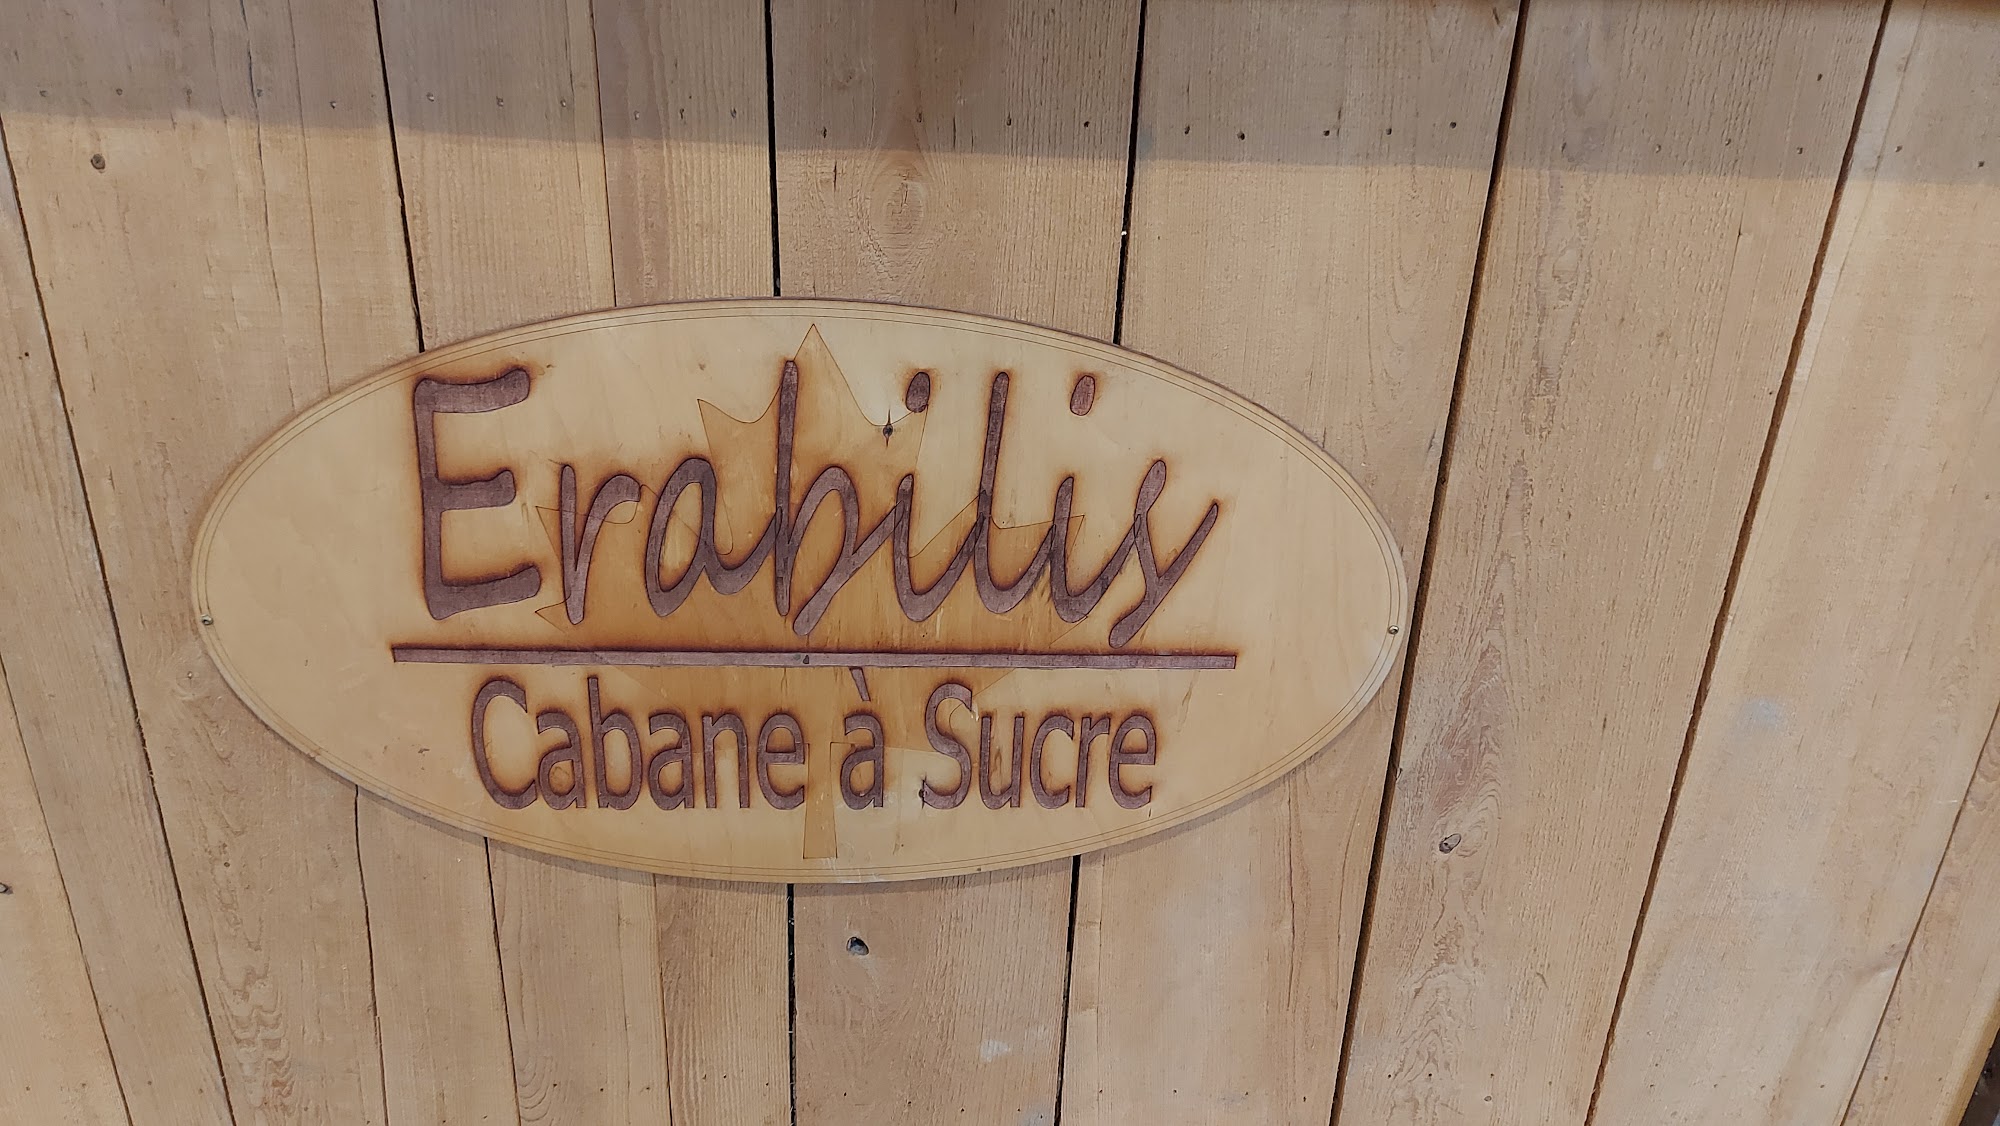 Erabilis
Cabane à Sucre